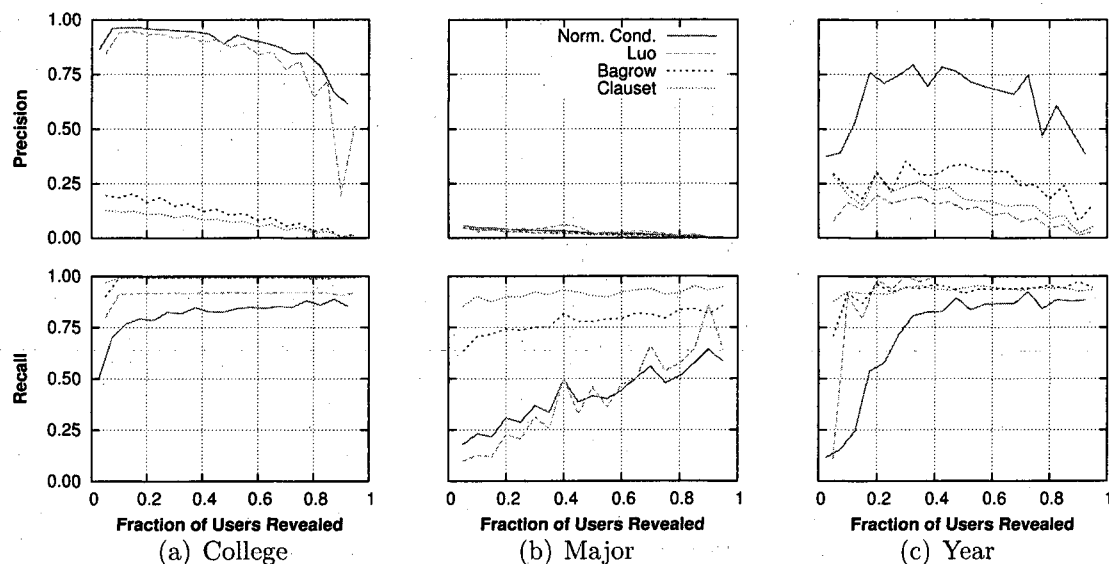 1.00
0.75
0.50
0.25
0.00
Precision
Norm. Cond.
Luo
Bagrow
Clauset
1.00
0.75
0.50
0.25
0.00
Recall
0 0.2 0.4 0.6 0.8 1
0 0.2 0.4 0.6 0.8 1
0 0.2 0.4 0.6 0.8 1
Fraction of Users Revealed
Fraction of Users Revealed
Fraction of Users Revealed
(a) College
(b) Major
(c) Year